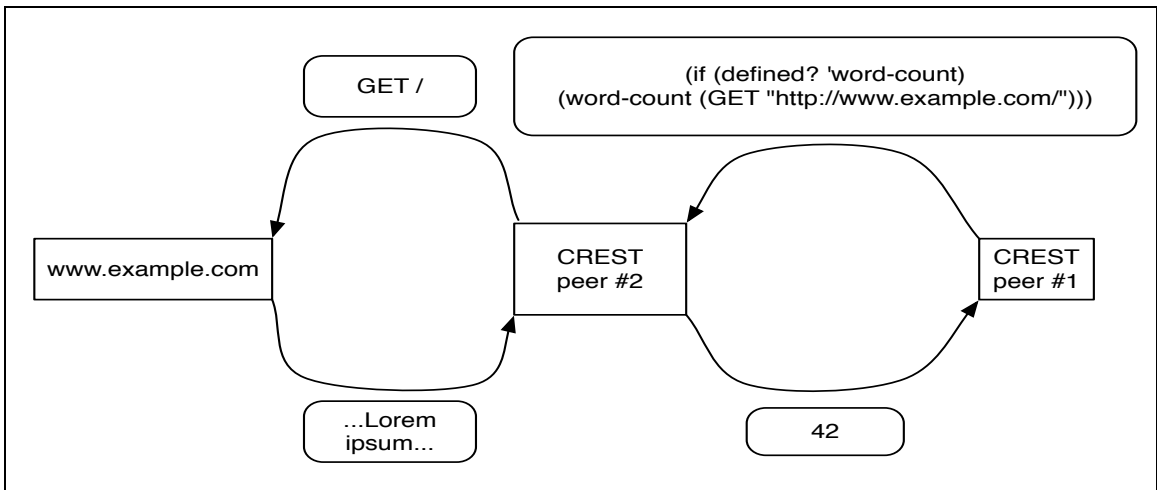 GET /
(if (defined? 'word-count)
(word-count (GET "http://www.example.com/")))
www.example.com
CREST
peer #2
CREST
peer #1
...Lorem
ipsum...
42